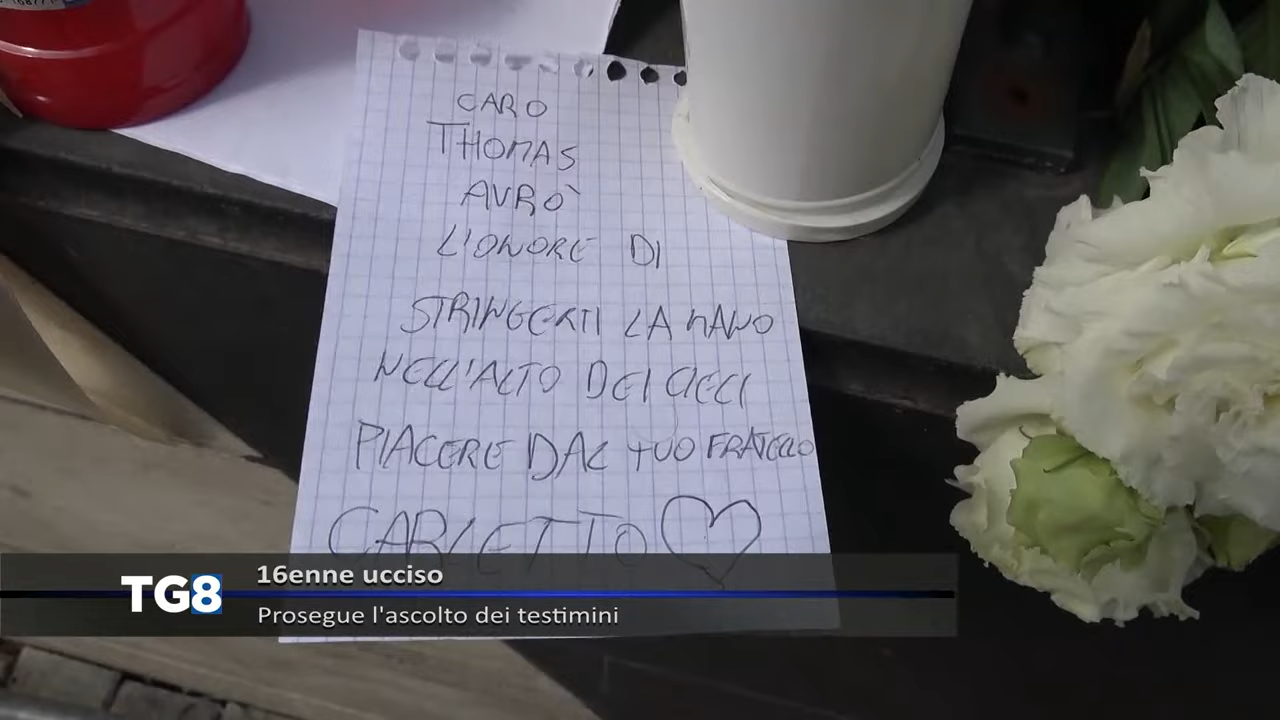 CARO
THOMAS
AVRÒ
L'ONORE DI
STRINGERTI LA MANO
NELL'ALTO DEI CIELI
PIACERE DAL TUO FRATELLO
CARLETTO
16enne ucciso
TG8
Prosegue l'ascolto dei testimini